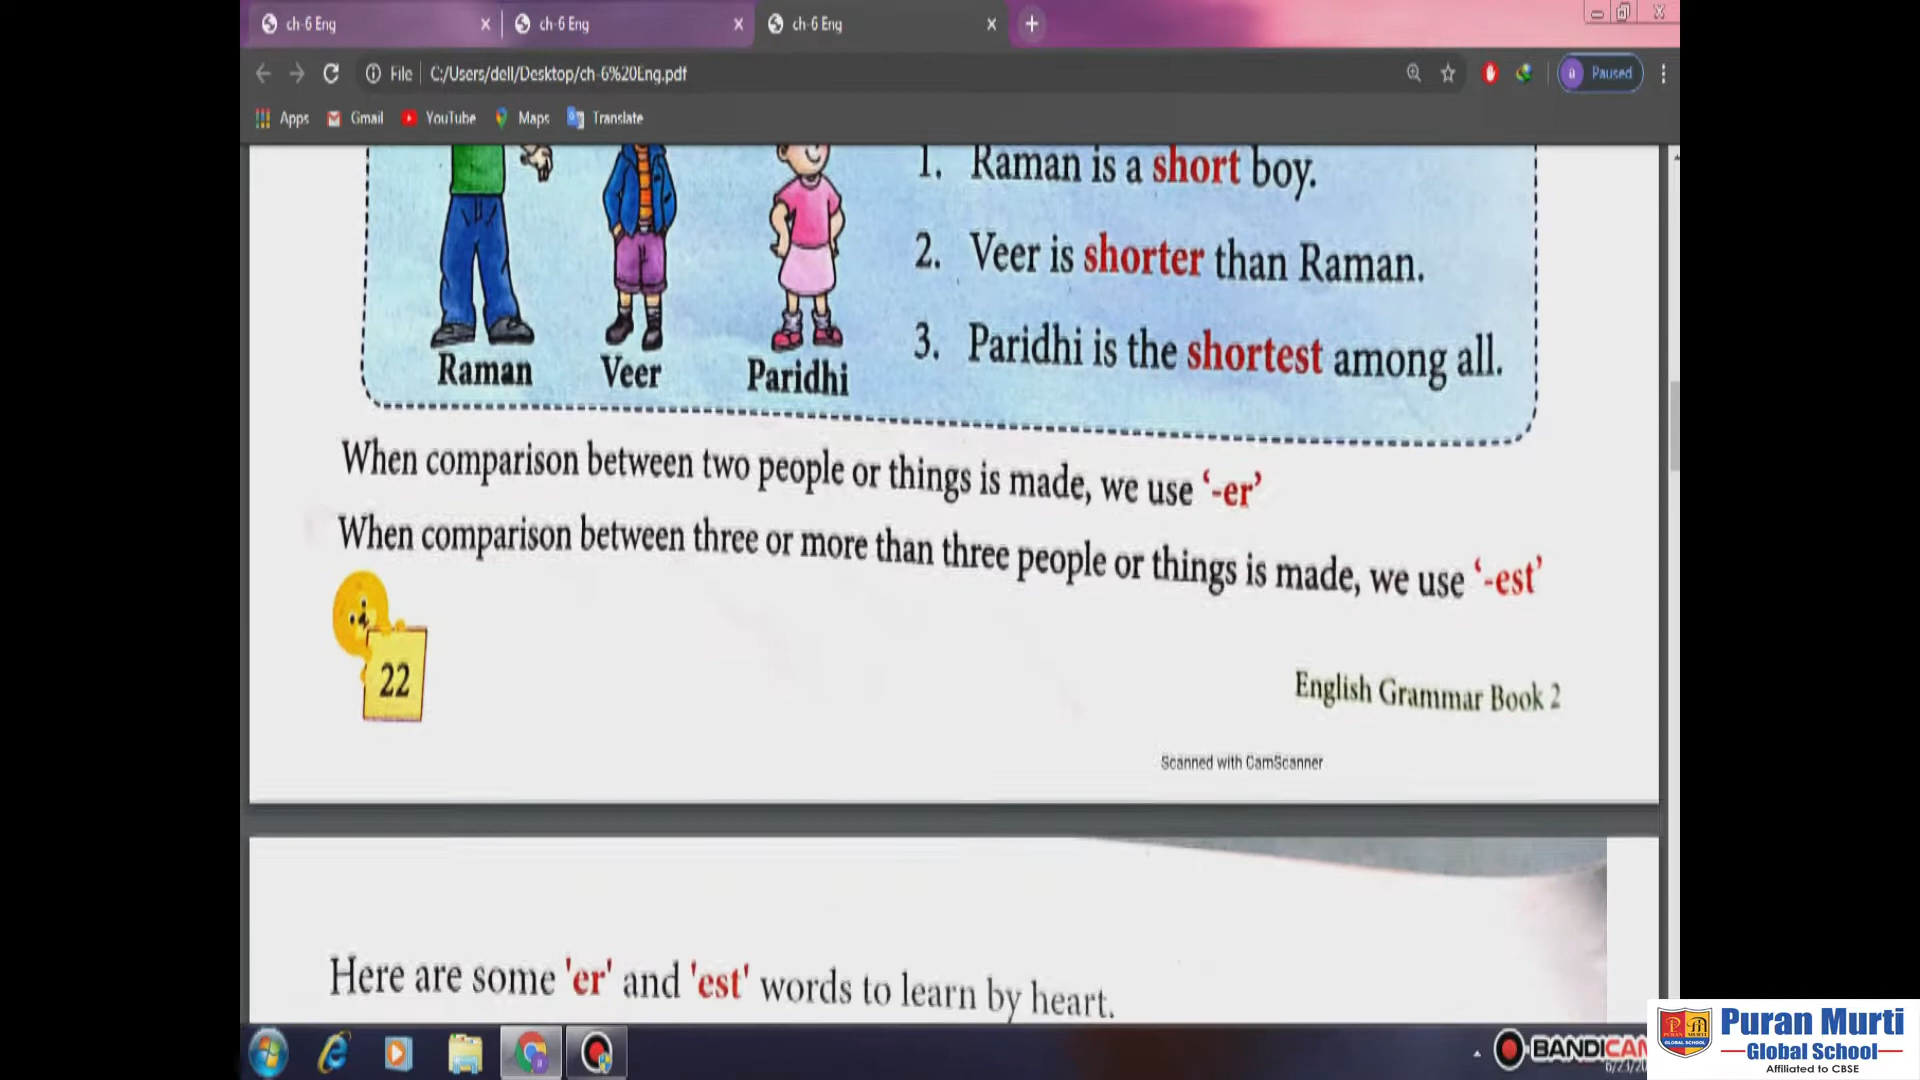 ch-6 Eng
ch-6 Eng
ch-6 Eng
File
C:/Users/dell/Desktop/ch-6%20Eng.pdf
Paused
Apps
Gmail
YouTube
Maps
Translate
1. Raman is a short boy.
2. Veer is shorter than Raman.
3. Paridhi is the shortest among all.
Raman
Veer
Paridhi
When comparison between two people or things is made, we use ‘-er’
When comparison between three or more than three people or things is made, we use ‘-est’
22
English Grammar Book 2
Scanned with CamScanner
Here are some 'er' and 'est' words to learn by heart.
BANDICAM
Puran Murti
Global School
Affiliated to CBSE